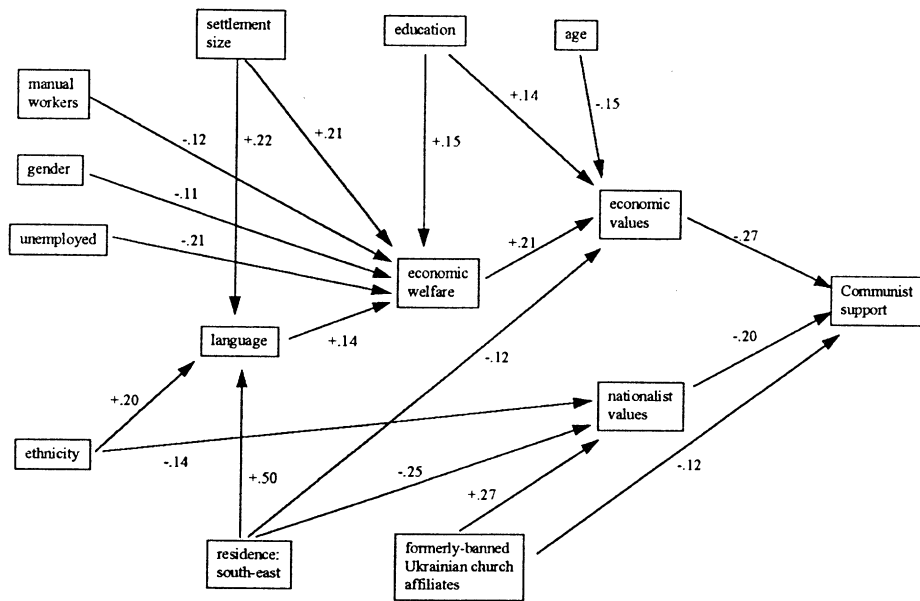 settlement
size
education
age
manual
workers
-.12
+.22
+.21
+.15
+.14
-.15
gender
-.11
unemployed
-.21
economic
welfare
+.21
economic
values
-.27
Communist
support
language
+.14
-.12
-.20
+.20
nationalist
values
ethnicity
-.14
+.50
-.25
+.27
-.12
residence:
south-east
formerly-banned
Ukrainian church
affiliates